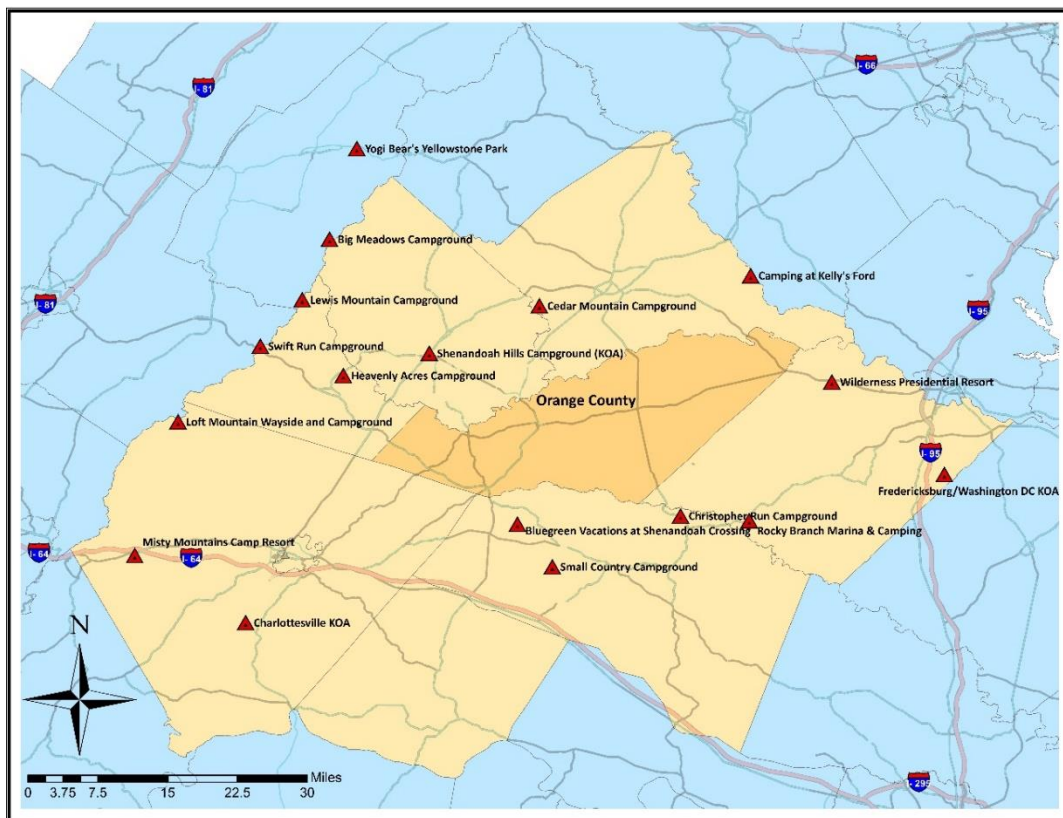 I- 66
I- 81
Yogi Bear's Yellowstone Park
Big Meadows Campground
Camping at Kelly's Ford
Lewis Mountain Campground
I- 81
Cedar Mountain Campground
I- 95
Swift Run Campground
Shenandoah Hills Campground (KOA)
Heavenly Acres Campground
Wilderness Presidential Resort
Orange County
Loft Mountain Wayside and Campground
I- 95
Fredericksburg/Washington DC KOA
Christopher Run Campground
Bluegreen Vacations at Shenandoah Crossing
Rocky Branch Marina & Camping
Misty Mountains Camp Resort
I- 64
I- 64
Small Country Campground
Charlottesville KOA
N
Miles
0 3.75 7.5 15 22.5 30
I- 295